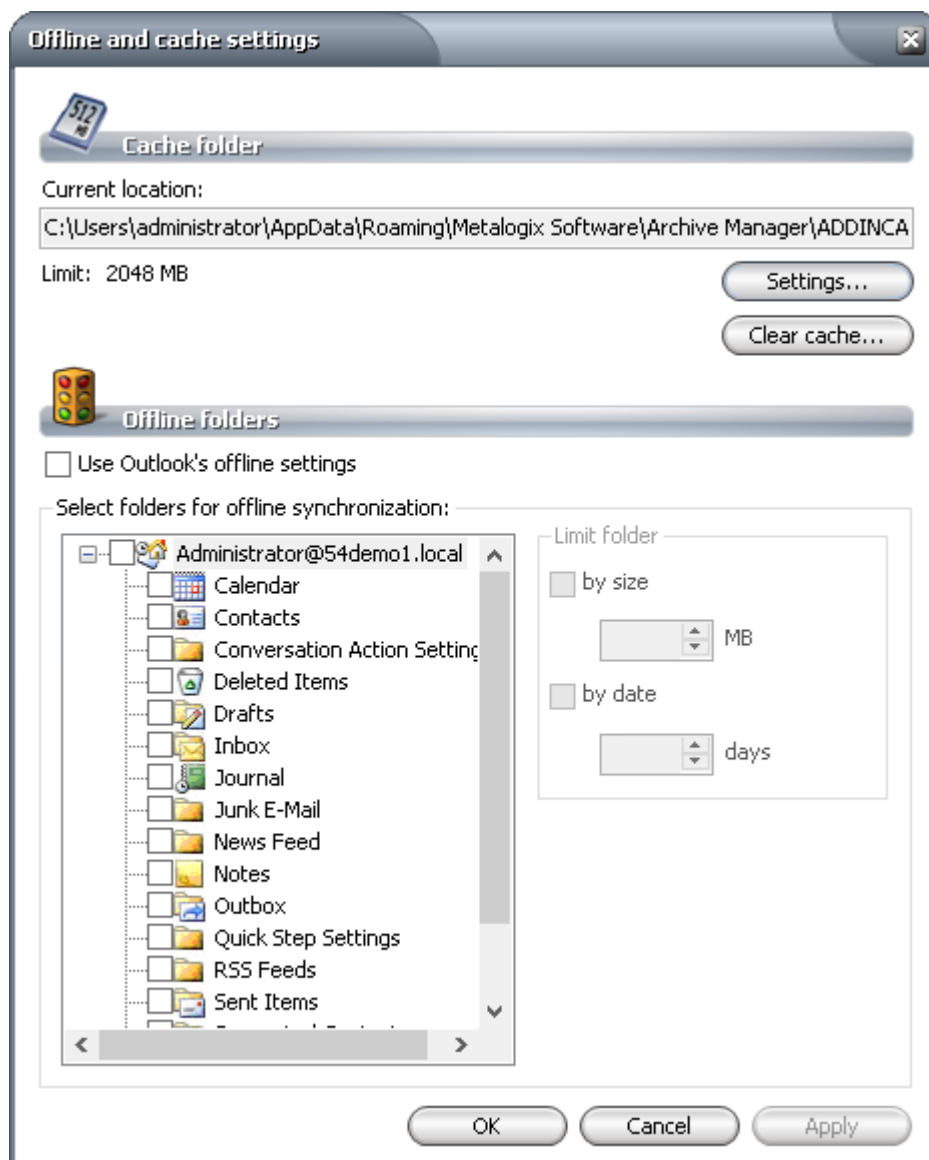 Offline and cache settings
512
Cache folder
Current location:
C:\Users\administrator\AppData\Roaming\Metalogix Software\Archive Manager\ADDINCA
Limit: 2048 MB
Settings...
Clear cache...
Offline folders
Use Outlook's offline settings
Select folders for offline synchronization:
Administrator@54demo1.local
Calendar
Contacts
Conversation Action Setting
Deleted Items
Drafts
Inbox
Journal
Junk E-Mail
News Feed
Notes
Outbox
Quick Step Settings
RSS Feeds
Sent Items
Limit folder
by size
MB
by date
days
OK Cancel Apply